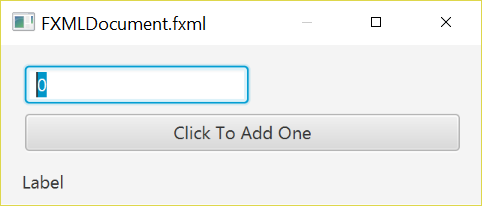 FXMLDocument.fxml
0
Click To Add One
Label